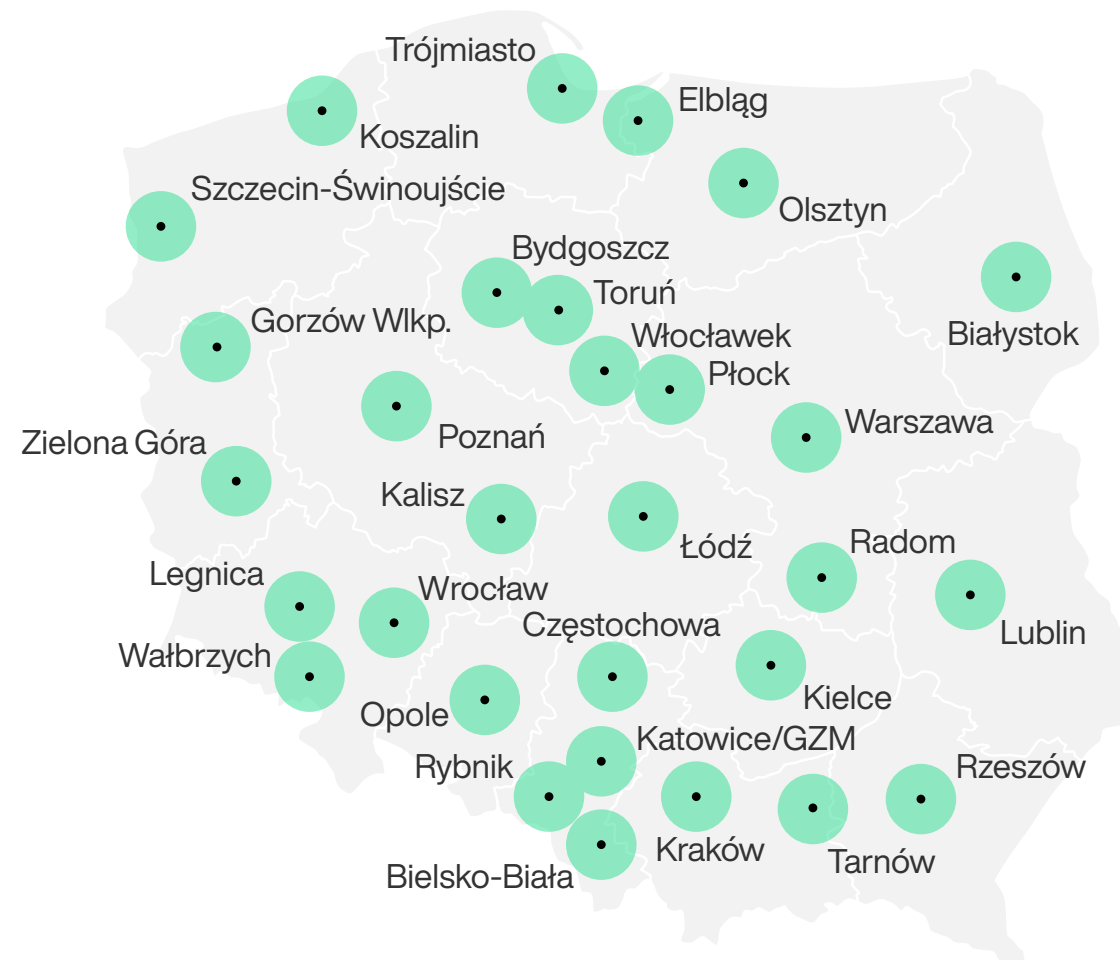 Trójmiasto
Elbląg
Koszalin
Szczecin-Świnoujście
Olsztyn
Bydgoszcz
Toruń
Gorzów Wlkp.
Włocławek
Białystok
Płock
Warszawa
Poznań
Zielona Góra
Kalisz
Łódź
Radom
Legnica
Wrocław
Częstochowa
Lublin
Wałbrzych
Kielce
Opole
Katowice/GZM
Rybnik
Rzeszów
Kraków
Tarnów
Bielsko-Biała